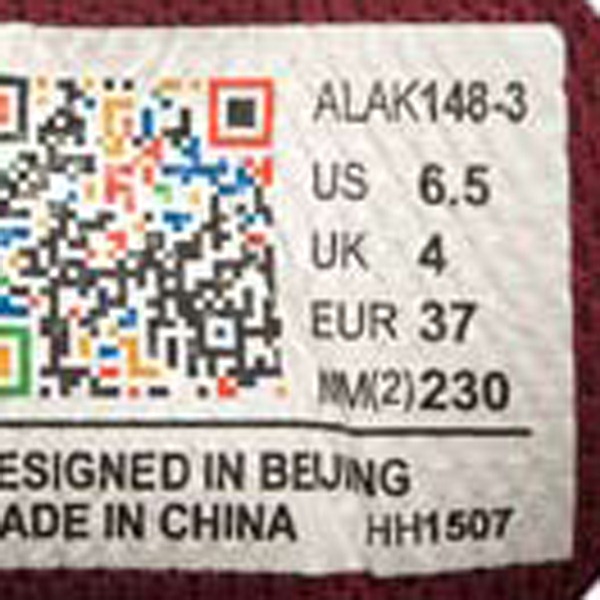 ALAK148-3
US 6.5
UK 4
EUR 37
MM(2) 230
ESIGNED IN BEIJING
ADE IN CHINA HH1507